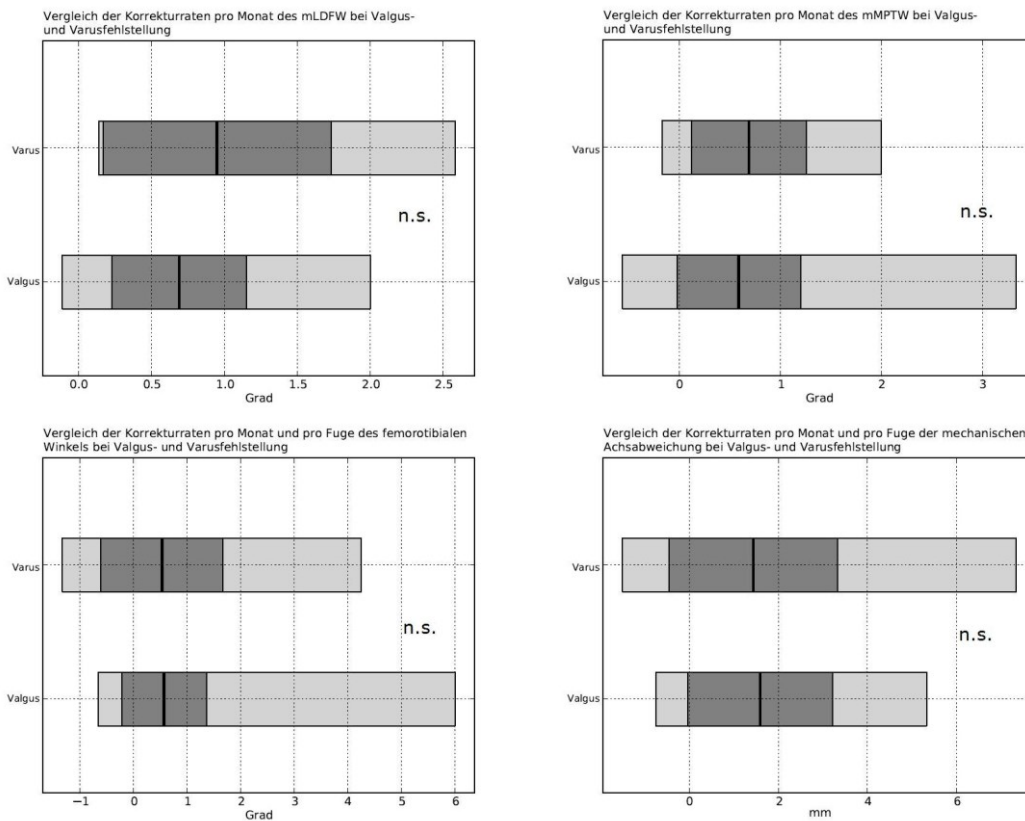 Vergleich der Korrekturraten pro Monat des mLDFW bei Valgus-
und Varusfehlstellung
Varus
n.s.
Valgus
0.0 0.5 1.0 1.5 2.0 2.5
Grad
Vergleich der Korrekturraten pro Monat des mMPTW bei Valgus-
und Varusfehlstellung
Varus
n.s.
Valgus
0 1 2 3
Grad
Vergleich der Korrekturraten pro Monat und pro Fuge des femorotibialen
Winkels bei Valgus- und Varusfehlstellung
Varus
n.s.
Valgus
−1 0 1 2 3 4 5 6
Grad
Vergleich der Korrekturraten pro Monat und pro Fuge der mechanischen
Achsabweichung bei Valgus- und Varusfehlstellung
Varus
n.s.
Valgus
0 2 4 6
mm